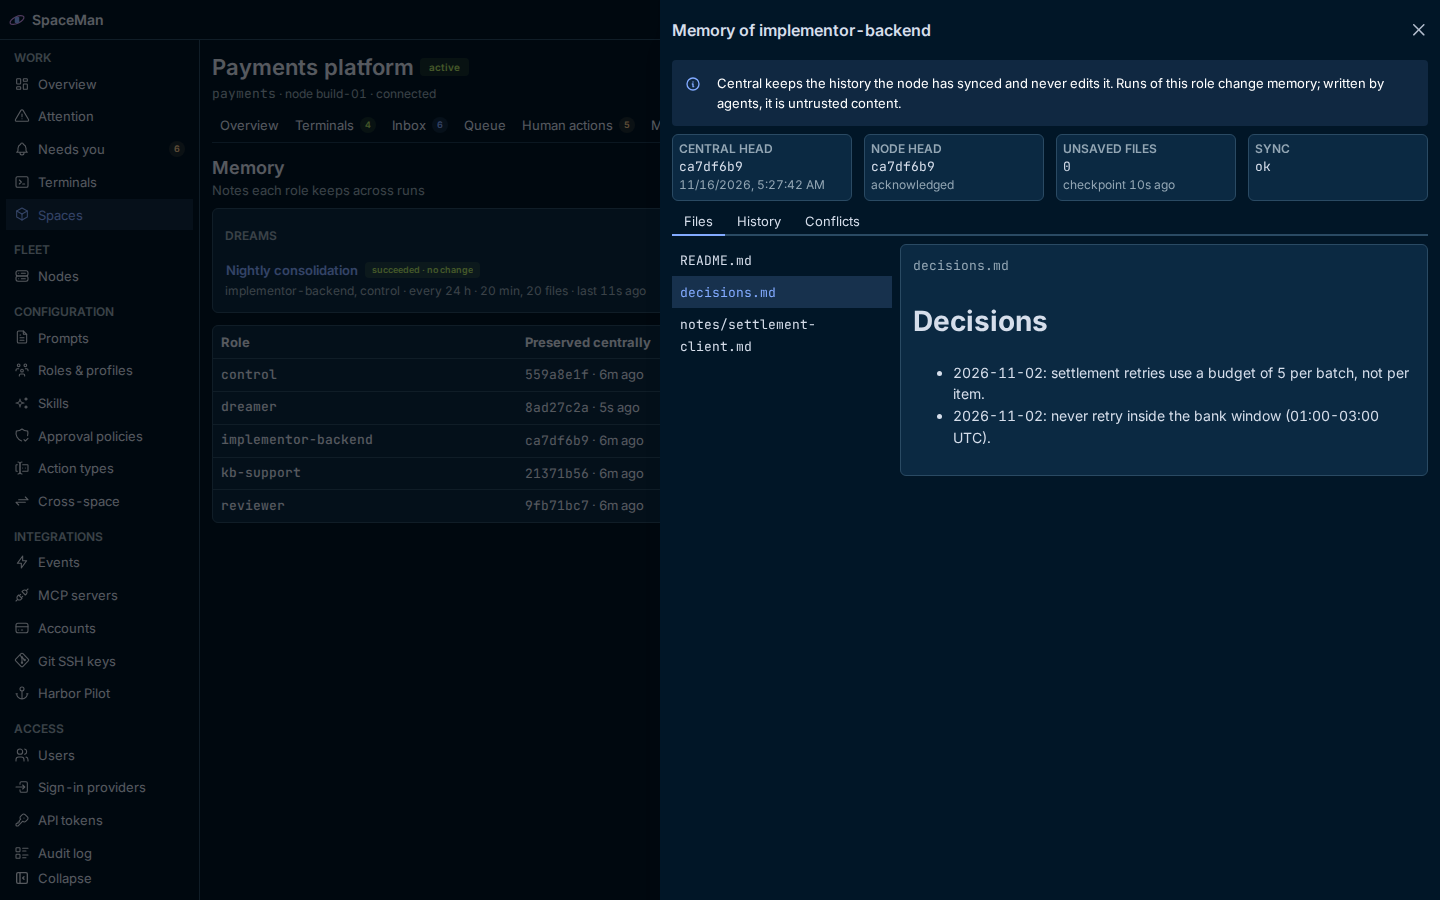 SpaceMan
WORK
Overview
Attention
Needs you 6
Terminals
Spaces
FLEET
Nodes
CONFIGURATION
Prompts
Roles & profiles
Skills
Approval policies
Action types
Cross-space
INTEGRATIONS
Events
MCP servers
Accounts
Git SSH keys
Harbor Pilot
ACCESS
Users
Sign-in providers
API tokens
Audit log
Collapse
Payments platform active
payments · node build-01 · connected
Overview Terminals 4 Inbox 6 Queue Human actions 5 M
Memory
Notes each role keeps across runs
DREAMS
Nightly consolidation succeeded · no change
implementor-backend, control · every 24 h · 20 min, 20 files · last 11s ago
Role Preserved centrally
control 559a8e1f · 6m ago
dreamer 8ad27c2a · 5s ago
implementor-backend ca7df6b9 · 6m ago
kb-support 21371b56 · 6m ago
reviewer 9fb71bc7 · 6m ago
Memory of implementor-backend
Central keeps the history the node has synced and never edits it. Runs of this role change memory; written by
agents, it is untrusted content.
CENTRAL HEAD
ca7df6b9
11/16/2026, 5:27:42 AM
NODE HEAD
ca7df6b9
acknowledged
UNSAVED FILES
0
checkpoint 10s ago
SYNC
ok
Files History Conflicts
README.md
decisions.md
notes/settlement-
client.md
decisions.md
Decisions
• 2026-11-02: settlement retries use a budget of 5 per batch, not per
item.
• 2026-11-02: never retry inside the bank window (01:00-03:00
UTC).